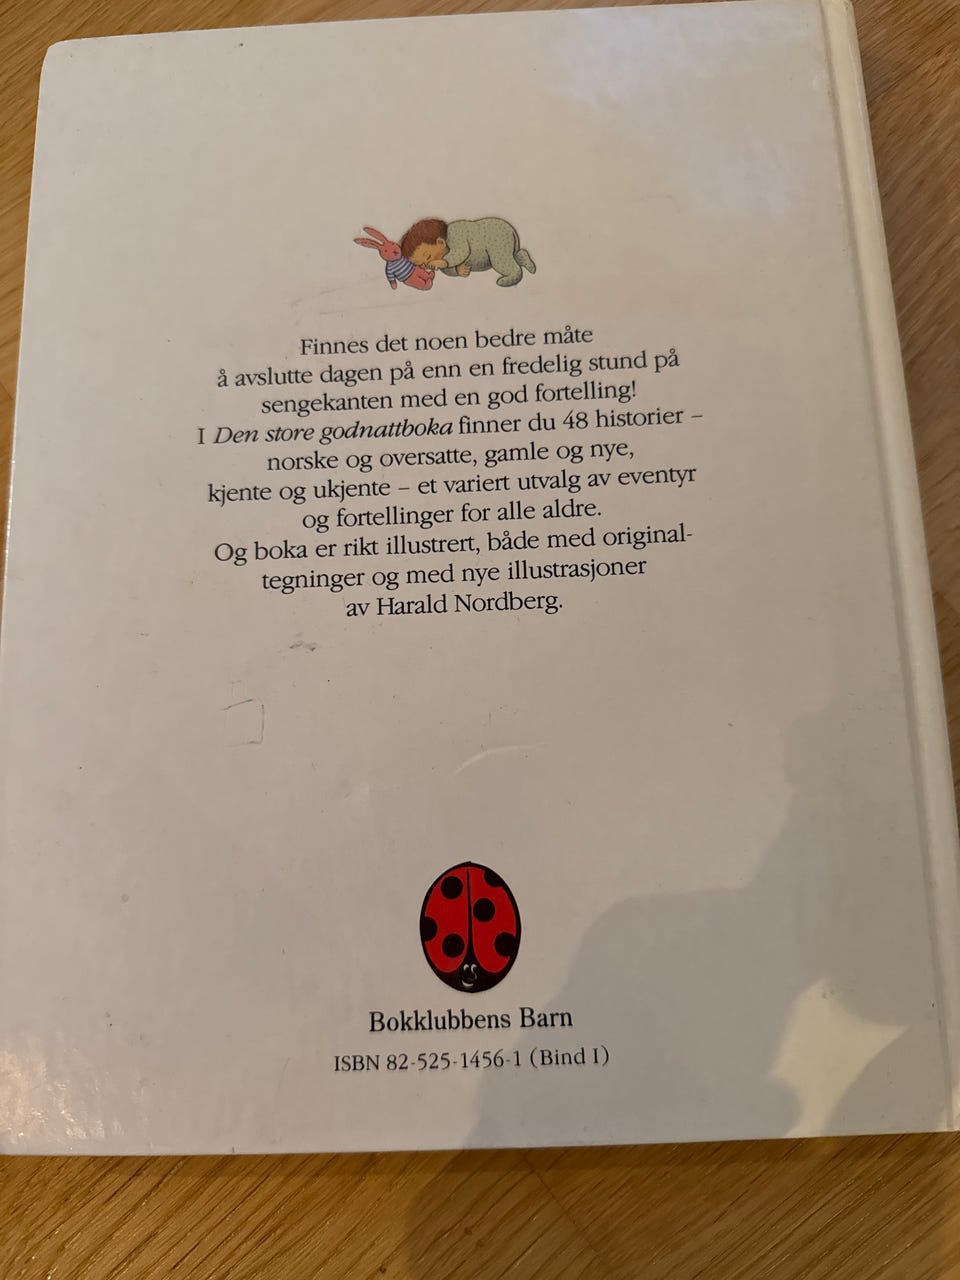 Finnes det noen bedre måte
å avslutte dagen på enn en fredelig stund på
sengekanten med en god fortelling!
I Den store godnattboka finner du 48 historier –
norske og oversatte, gamle og nye,
kjente og ukjente – et variert utvalg av eventyr
og fortellinger for alle aldre.
Og boka er rikt illustrert, både med original-
tegninger og med nye illustrasjoner
av Harald Nordberg.
Bokklubbens Barn
ISBN 82-525-1456-1 (Bind I)